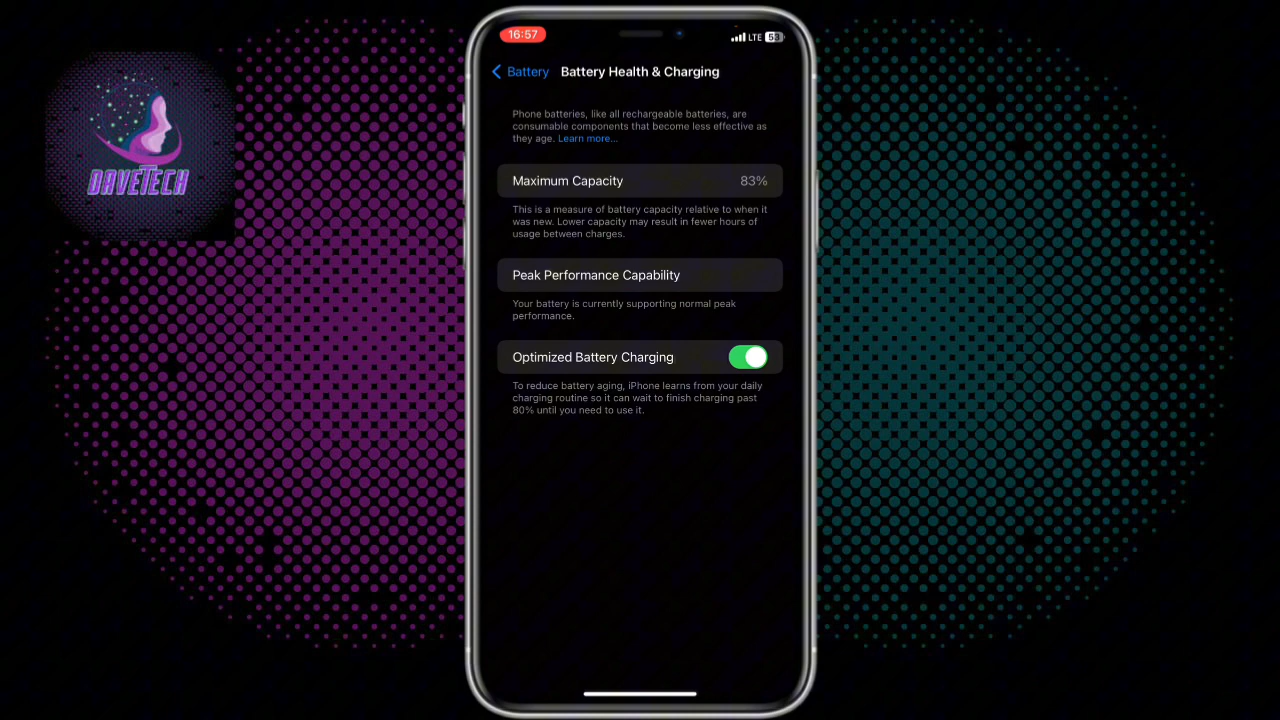 DAVETECH
16:57
LTE 53
Battery
Battery Health & Charging
Phone batteries, like all rechargeable batteries, are
consumable components that become less effective as
they age. Learn more...
Maximum Capacity 83%
This is a measure of battery capacity relative to when it
was new. Lower capacity may result in fewer hours of
usage between charges.
Peak Performance Capability
Your battery is currently supporting normal peak
performance.
Optimized Battery Charging
To reduce battery aging, iPhone learns from your daily
charging routine so it can wait to finish charging past
80% until you need to use it.